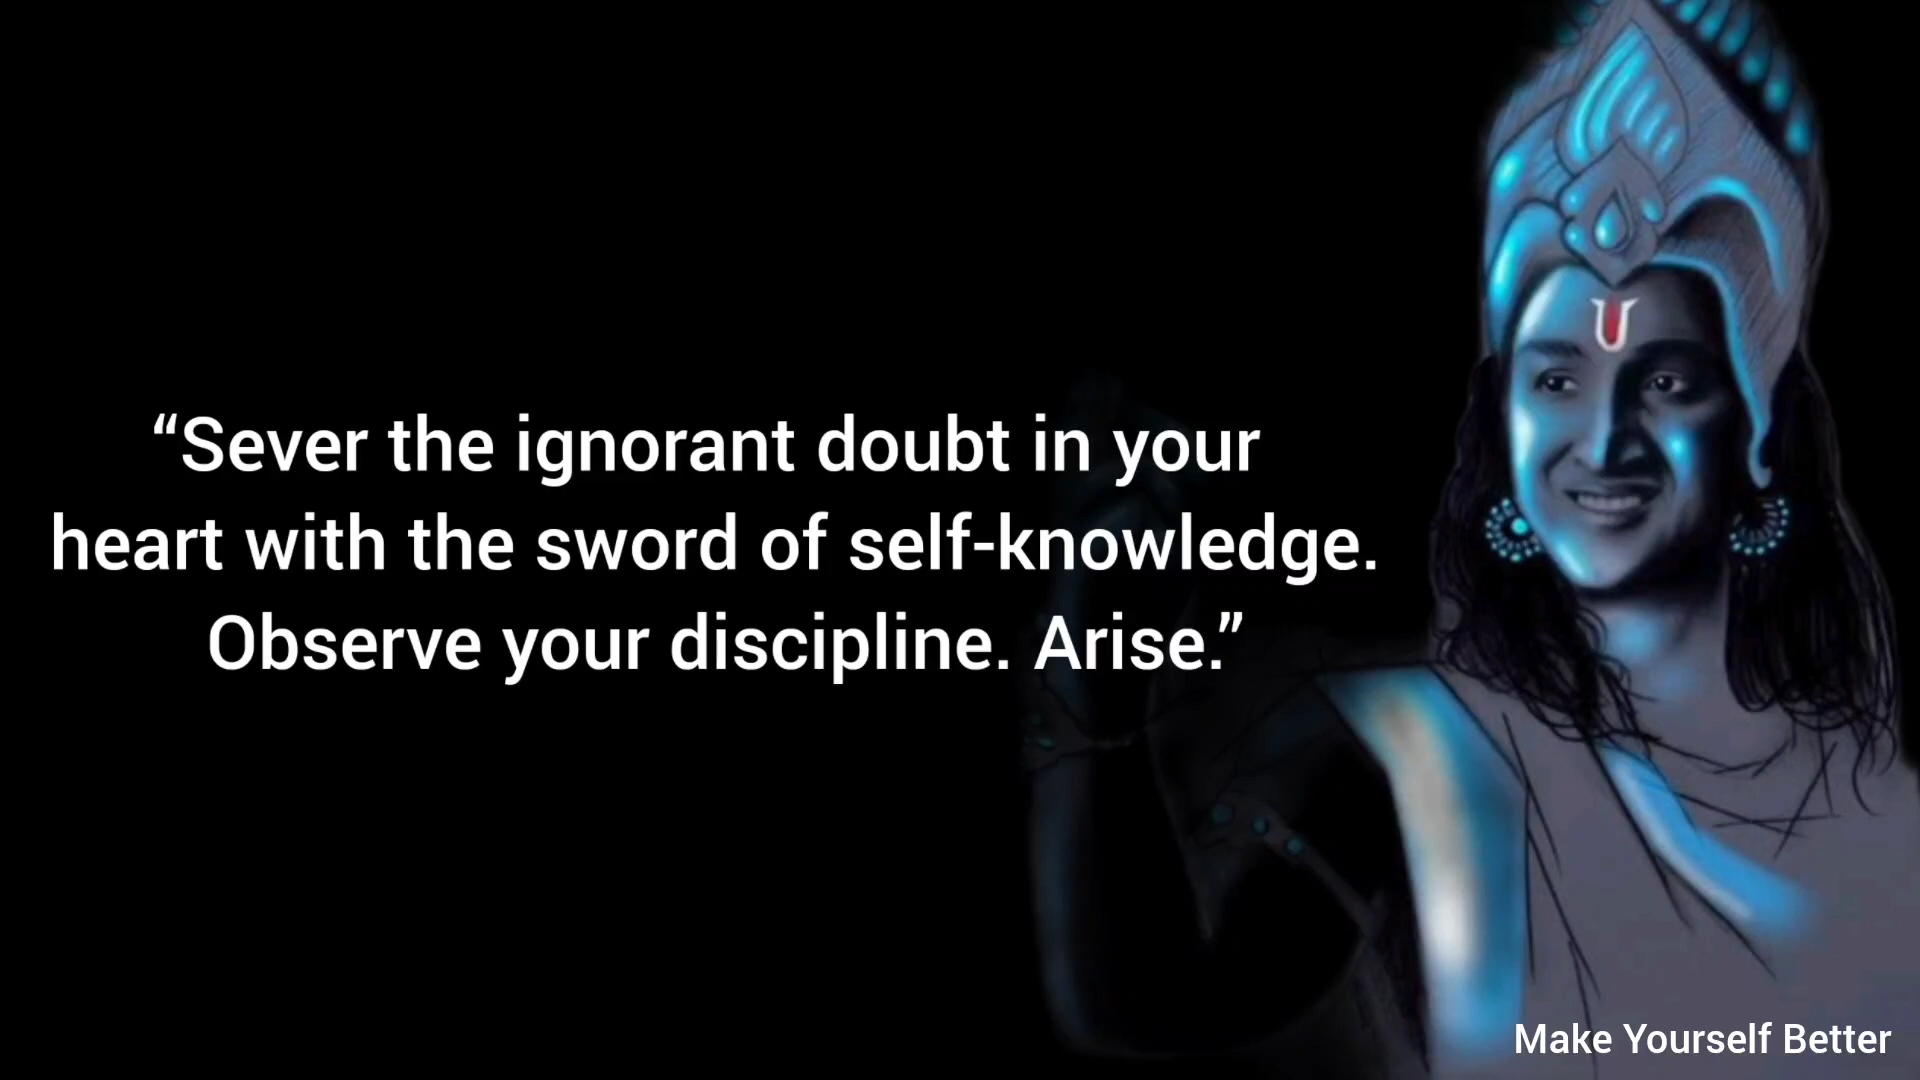 “Sever the ignorant doubt in your
heart with the sword of self-knowledge.
Observe your discipline. Arise.”
Make Yourself Better